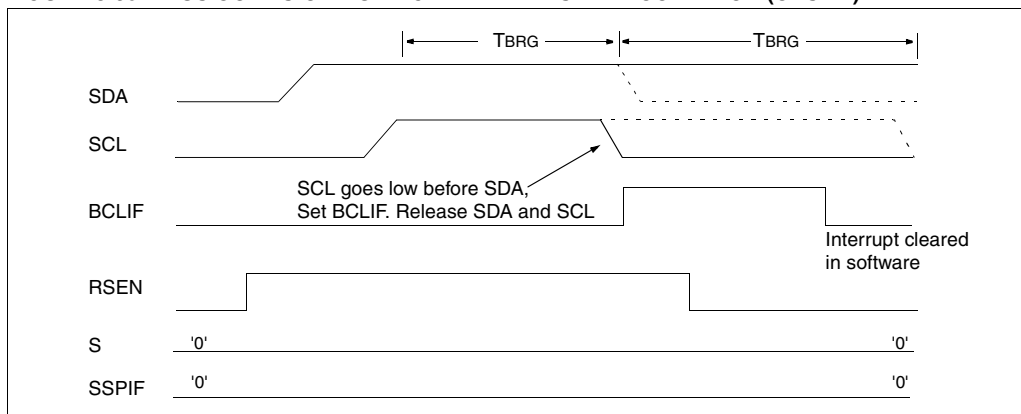 TBRG TBRG
SDA
SCL
SCL goes low before SDA,
Set BCLIF. Release SDA and SCL
BCLIF
Interrupt cleared
in software
RSEN
S '0' '0'
SSPIF '0' '0'